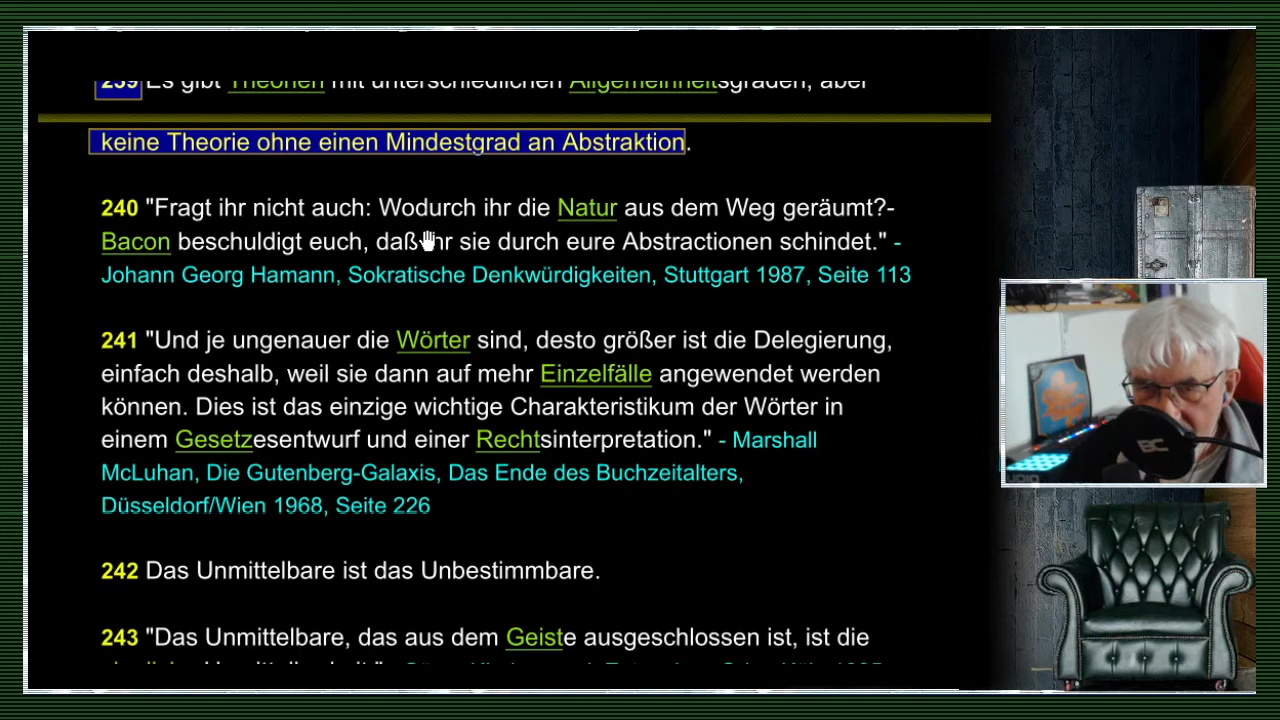 239 Es gibt Theorien mit unterschiedlichen Allgemeinheitsgraden, aber
keine Theorie ohne einen Mindestgrad an Abstraktion.
240 "Fragt ihr nicht auch: Wodurch ihr die Natur aus dem Weg geräumt?-
Bacon beschuldigt euch, daß ihr sie durch eure Abstractionen schindet." -
Johann Georg Hamann, Sokratische Denkwürdigkeiten, Stuttgart 1987, Seite 113
241 "Und je ungenauer die Wörter sind, desto größer ist die Delegierung,
einfach deshalb, weil sie dann auf mehr Einzelfälle angewendet werden
können. Dies ist das einzige wichtige Charakteristikum der Wörter in
einem Gesetzesentwurf und einer Rechtsinterpretation." - Marshall
McLuhan, Die Gutenberg-Galaxis, Das Ende des Buchzeitalters,
Düsseldorf/Wien 1968, Seite 226
242 Das Unmittelbare ist das Unbestimmbare.
243 "Das Unmittelbare, das aus dem Geiste ausgeschlossen ist, ist die